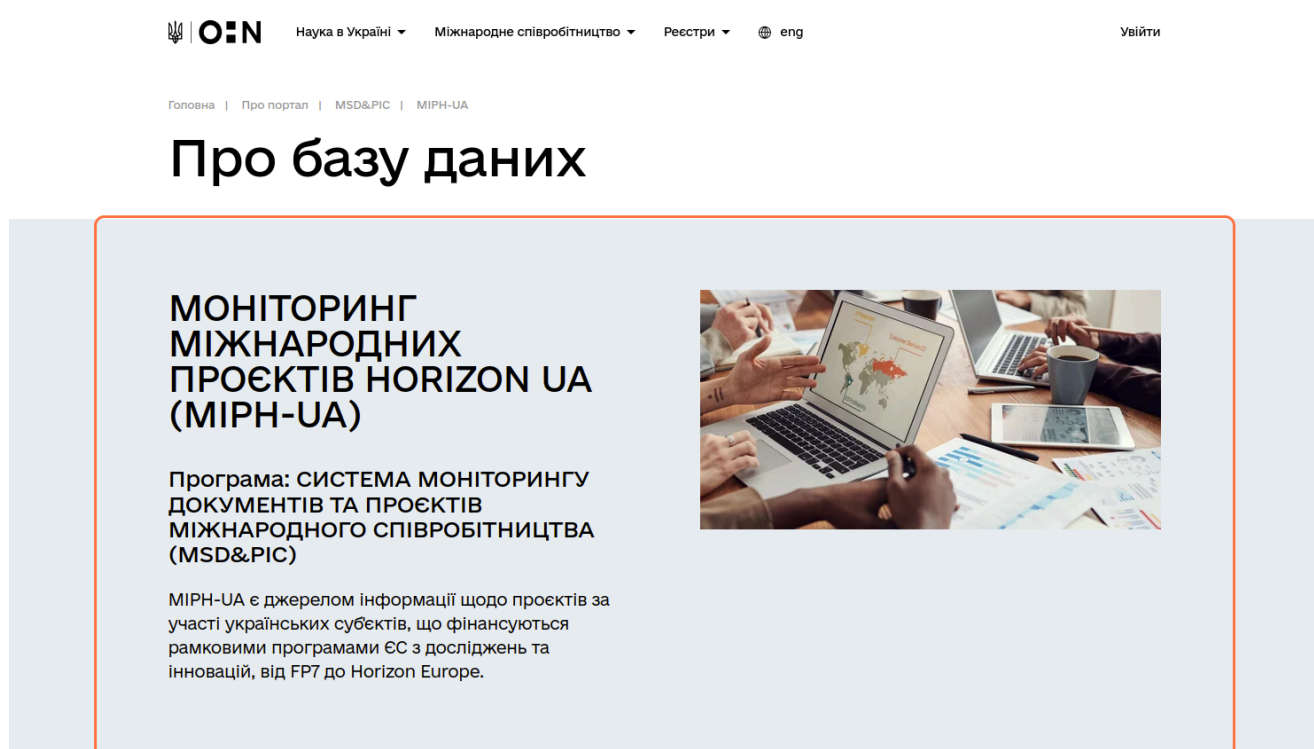 O:N
Наука в Україні
Міжнародне співробітництво
Реєстри
eng
Увійти
Головна | Про портал | MSD&PIC | MIPH-UA
Про базу даних
МОНІТОРИНГ
МІЖНАРОДНИХ
ПРОЄКТІВ HORIZON UA
(MIPH-UA)
Програма: СИСТЕМА МОНІТОРИНГУ
ДОКУМЕНТІВ ТА ПРОЄКТІВ
МІЖНАРОДНОГО СПІВРОБІТНИЦТВА
(MSD&PIC)
MIPH-UA є джерелом інформації щодо проєктів за
участі українських суб'єктів, що фінансуються
рамковими програмами ЄС з досліджень та
інновацій, від FP7 до Horizon Europe.